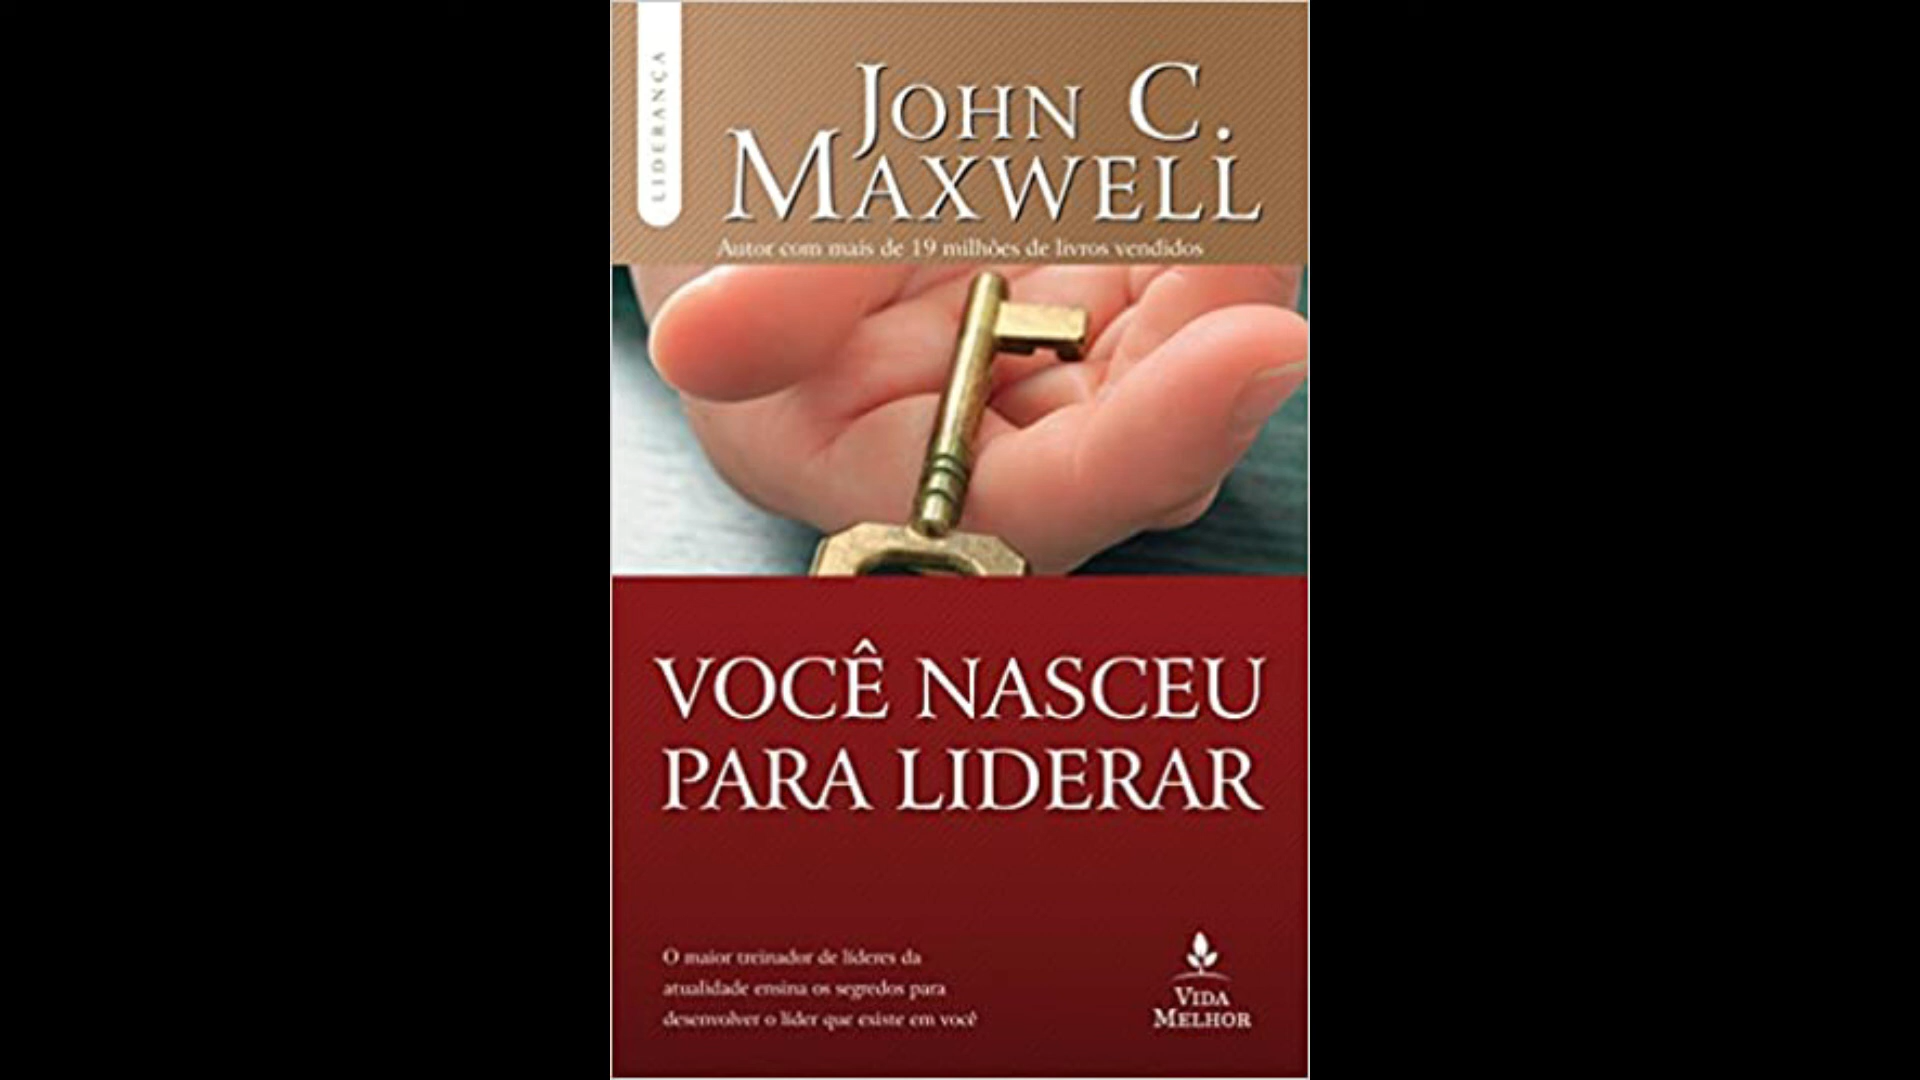 LIDERANÇA
JOHN C.
MAXWELL
Autor com mais de 19 milhões de livros vendidos
VOCÊ NASCEU
PARA LIDERAR
O maior treinador de líderes da
atualidade ensina os segredos para
desenvolver o líder que existe em você
VIDA
MELHOR